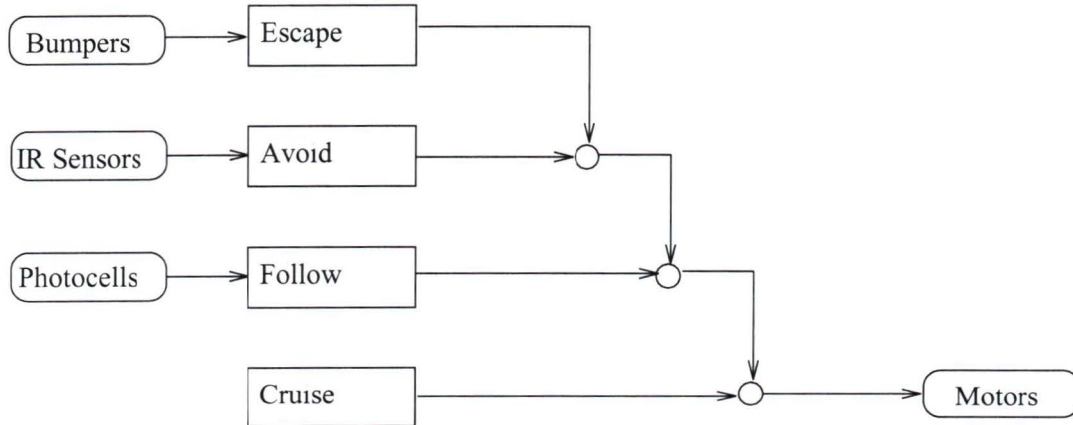 Bumpers
Escape
IR Sensors
Avoid
Photocells
Follow
Cruise
Motors